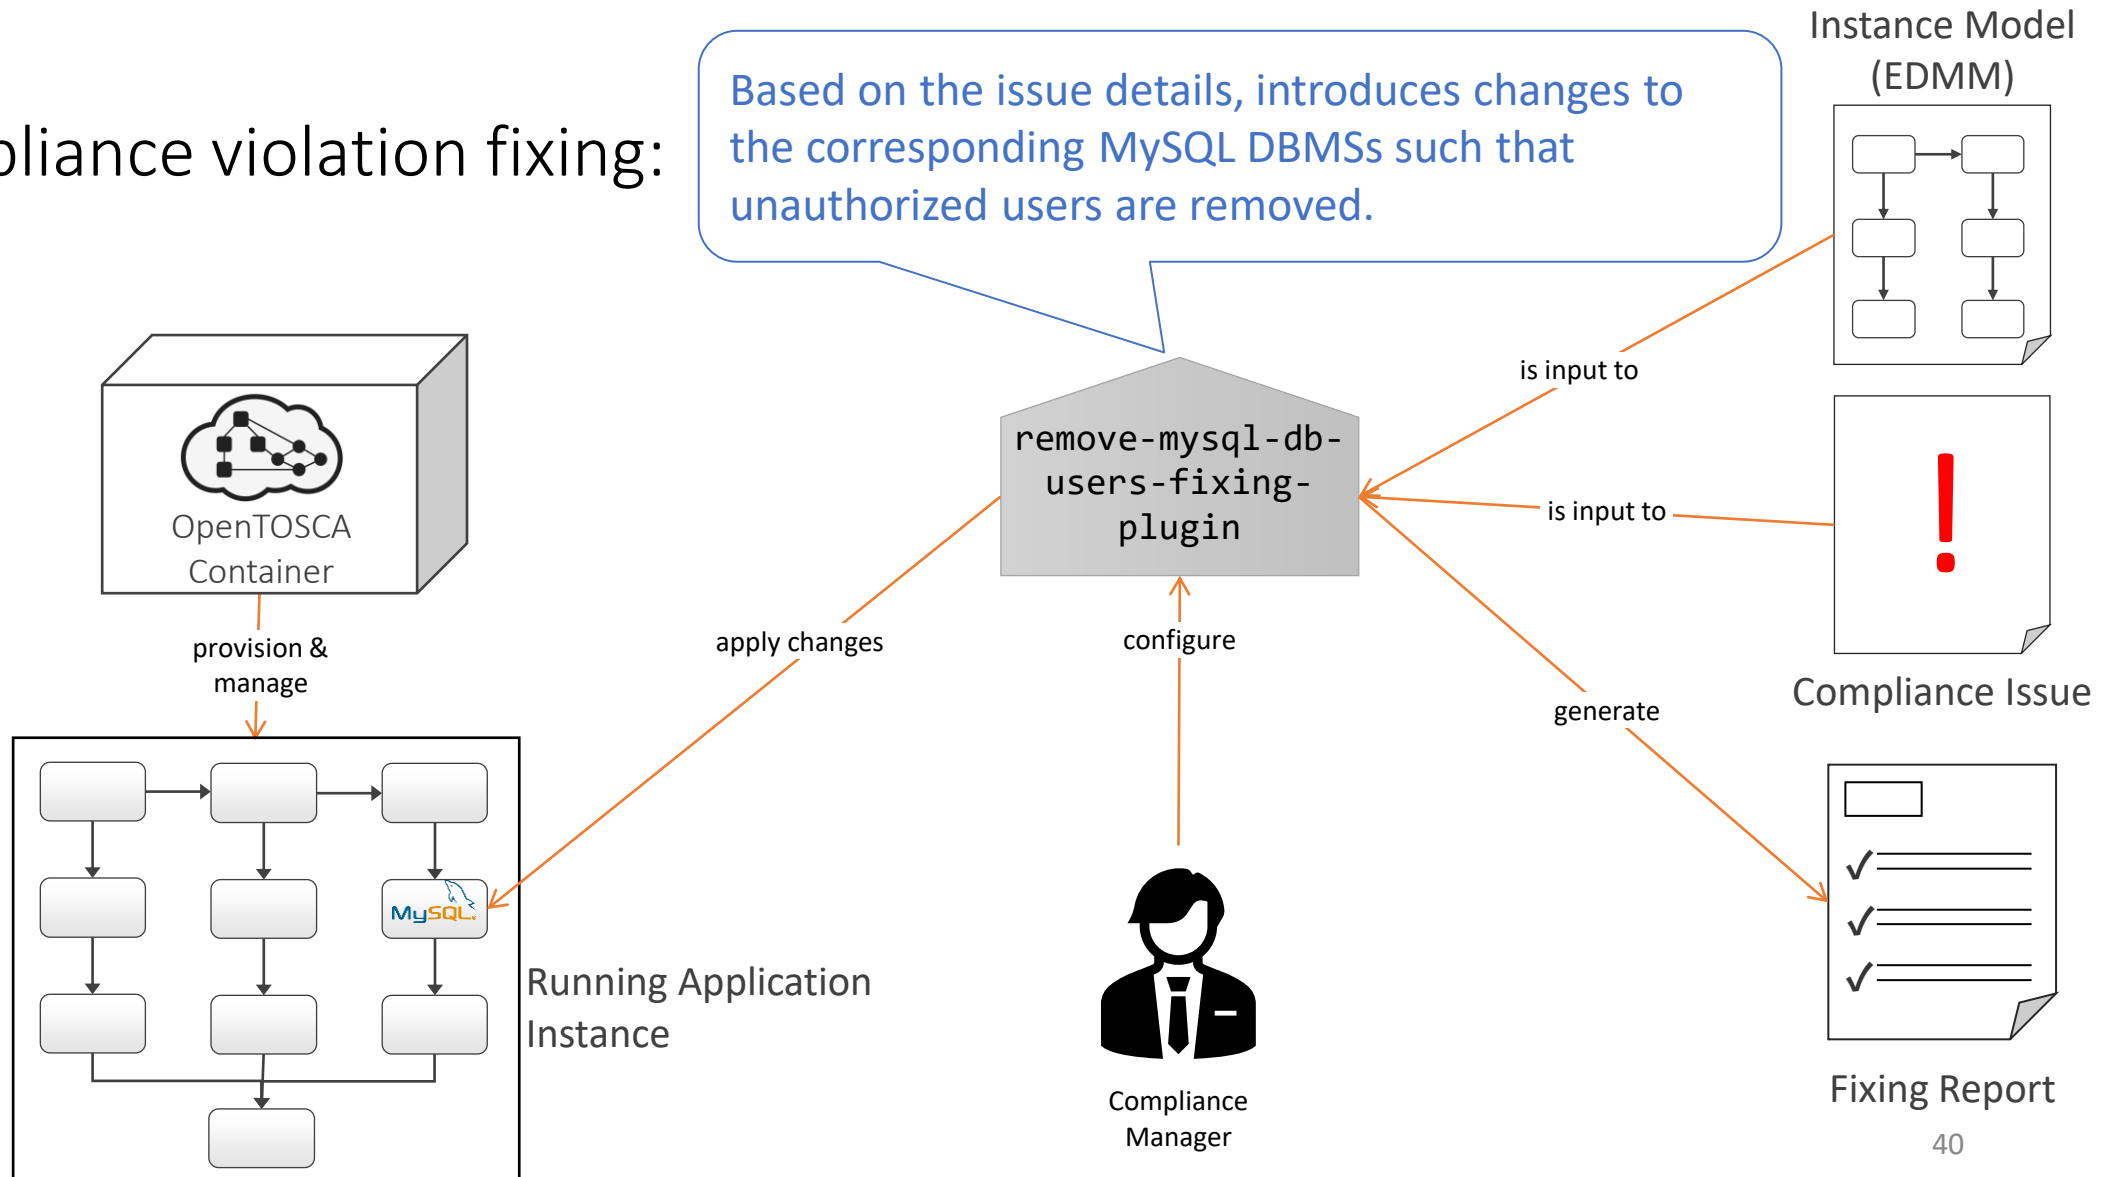 pliance violation fixing:
Based on the issue details, introduces changes to
the corresponding MySQL DBMSs such that
unauthorized users are removed.
Instance Model
(EDMM)
OpenTOSCA
Container
provision &
manage
remove-mysql-db-
users-fixing-
plugin
is input to
is input to
apply changes
configure
generate
Compliance Issue
MySQL
Running Application
Instance
Compliance
Manager
Fixing Report
40